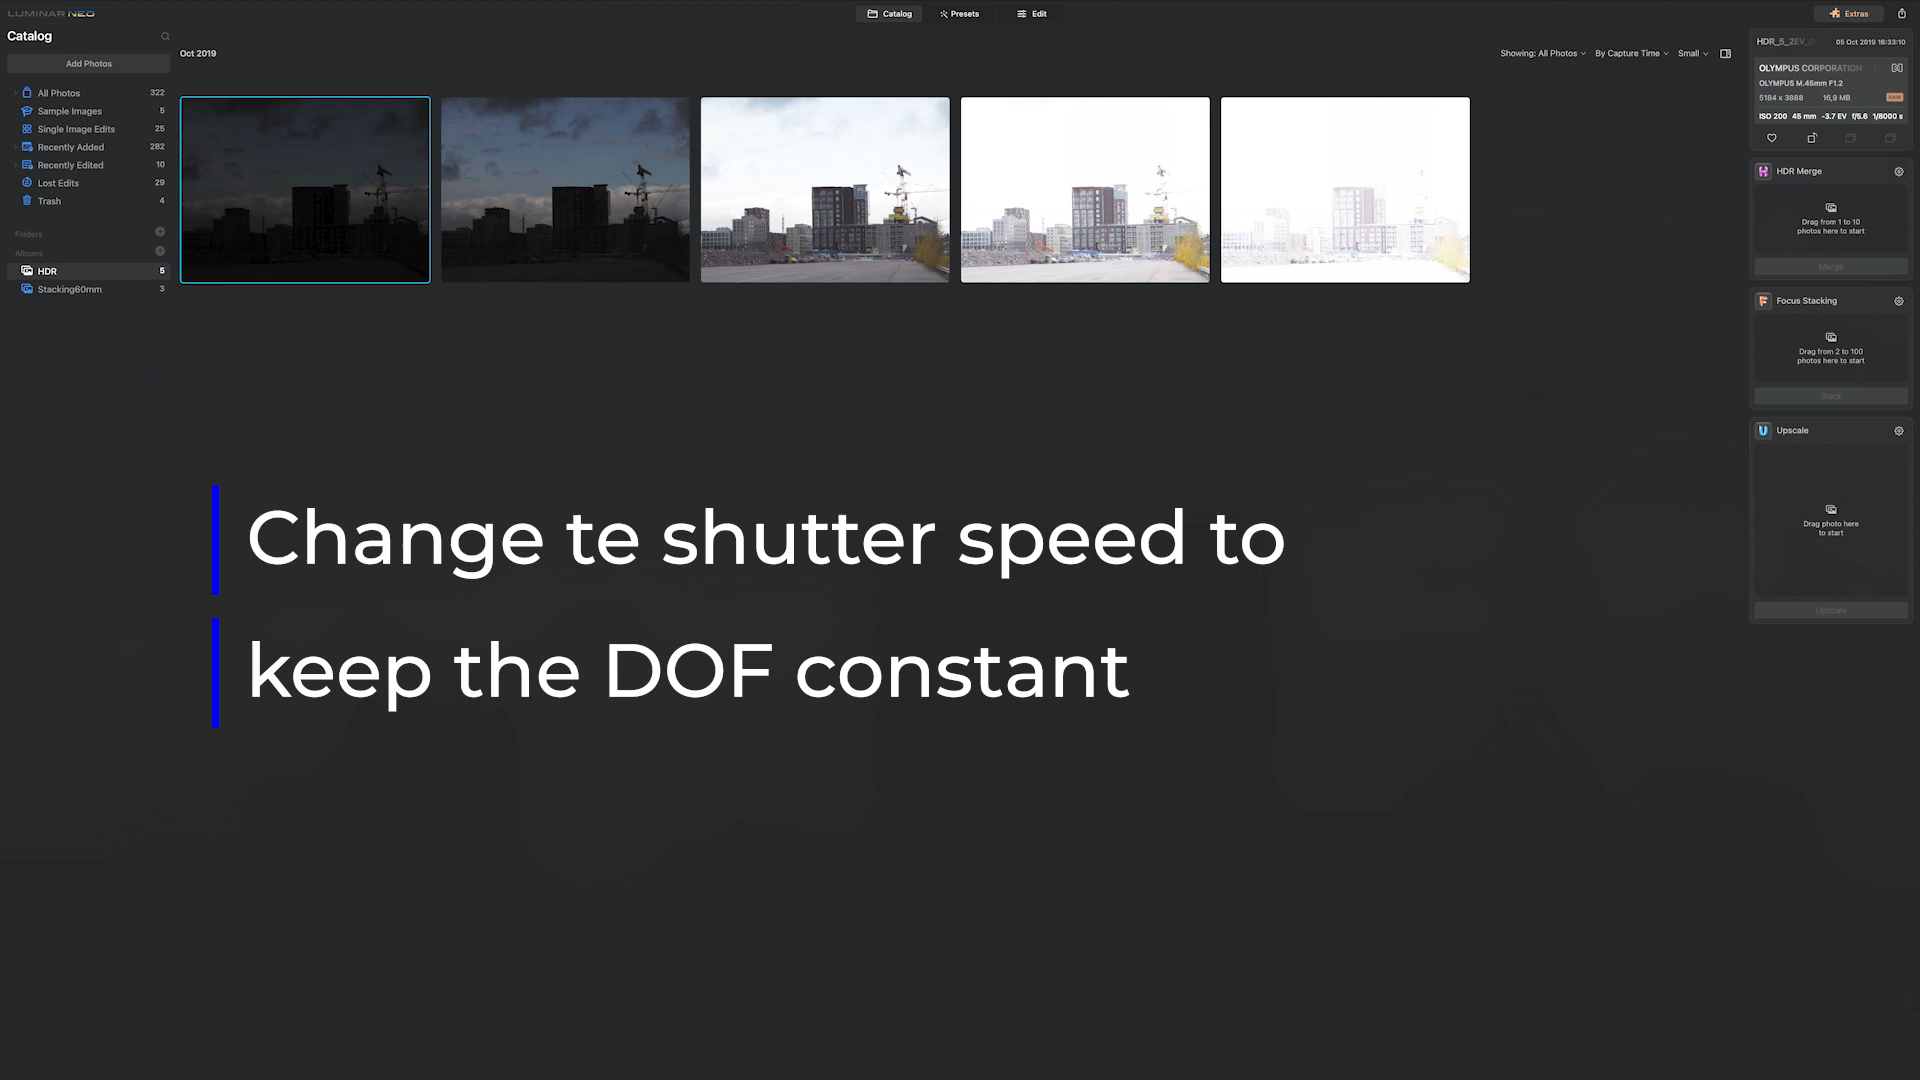 LUMINAR NEO
Catalog
Presets
Edit
Extras
Catalog
Add Photos
All Photos 322
Sample Images 5
Single Image Edits 25
Recently Added 282
Recently Edited 10
Lost Edits 29
Trash 4
Folders
Albums
HDR 5
Stacking60mm 3
Oct 2019
Showing: All Photos
By Capture Time
Small
HDR_5_2EV_ 05 Oct 2019 16:33:10
OLYMPUS CORPORATION
OLYMPUS M.45mm F1.2
5184 x 3888 16,9 MB RAW
ISO 200 45 mm -3.7 EV f/5.6 1/8000 s
HDR Merge
Drag from 1 to 10
photos here to start
Merge
Focus Stacking
Drag from 2 to 100
photos here to start
Stack
Upscale
Drag photo here
to start
Upscale
Change te shutter speed to
keep the DOF constant